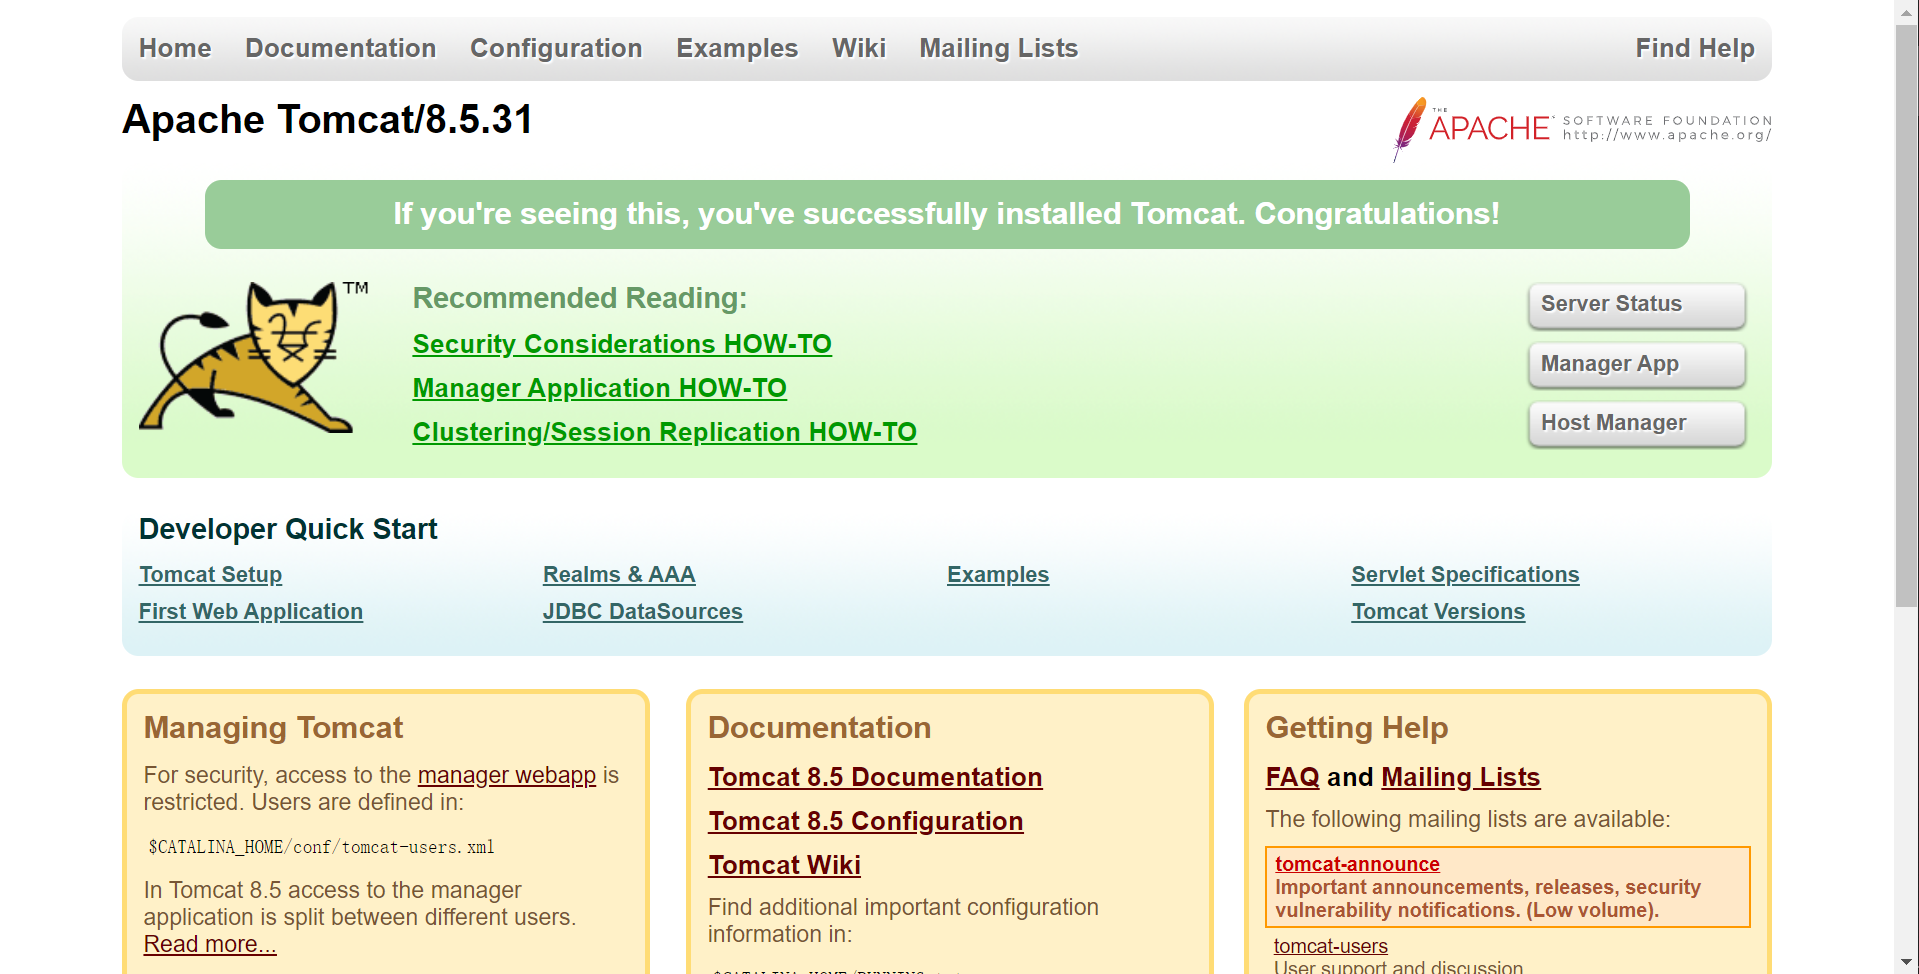 Home Documentation Configuration Examples Wiki Mailing Lists Find Help
Apache Tomcat/8.5.31
THE
APACHE
SOFTWARE FOUNDATION
http://www.apache.org/
If you're seeing this, you've successfully installed Tomcat. Congratulations!
TM
Recommended Reading:
Security Considerations HOW-TO
Manager Application HOW-TO
Clustering/Session Replication HOW-TO
Server Status
Manager App
Host Manager
Developer Quick Start
Tomcat Setup
First Web Application
Realms & AAA
JDBC DataSources
Examples
Servlet Specifications
Tomcat Versions
Managing Tomcat
For security, access to the manager webapp is
restricted. Users are defined in:
$CATALINA_HOME/conf/tomcat-users.xml
In Tomcat 8.5 access to the manager
application is split between different users.
Read more...
Documentation
Tomcat 8.5 Documentation
Tomcat 8.5 Configuration
Tomcat Wiki
Find additional important configuration
information in:
Getting Help
FAQ and Mailing Lists
The following mailing lists are available:
tomcat-announce
Important announcements, releases, security
vulnerability notifications. (Low volume).
tomcat-users
User support and discussion